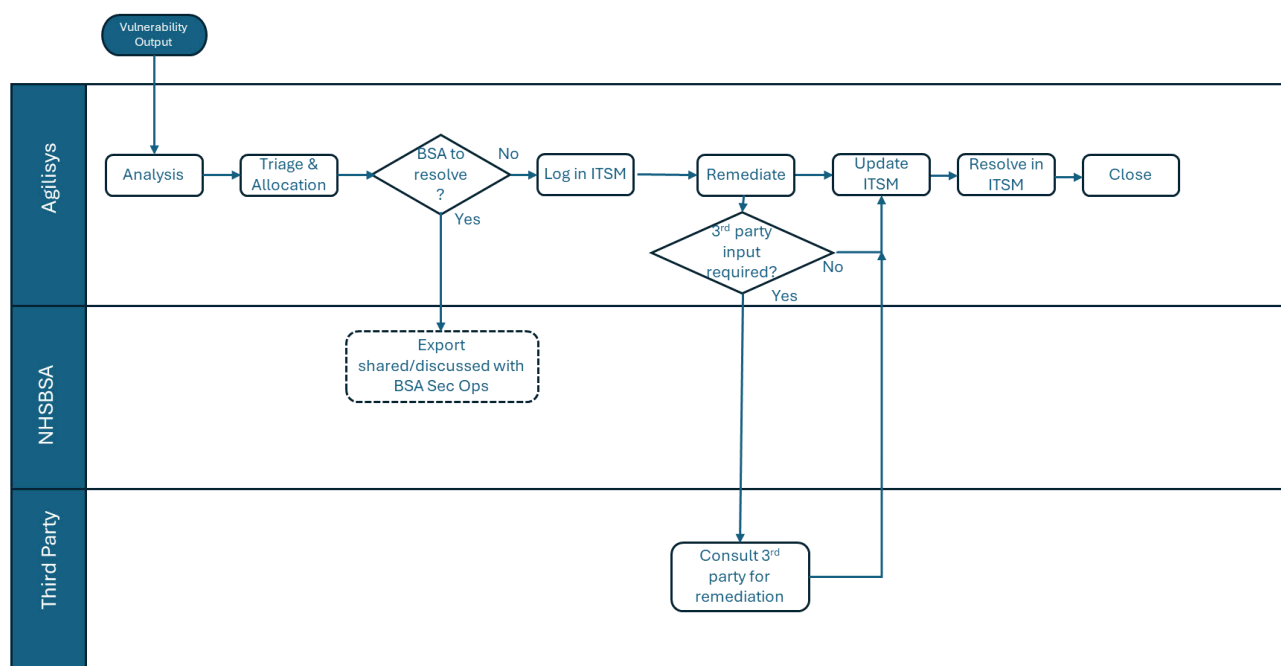 Vulnerability
Output
Agilisys
Analysis
Triage &
Allocation
BSA to
resolve
?
No
Yes
Log in ITSM
Remediate
Update
ITSM
Resolve in
ITSM
Close
3rd party
input
required?
No
Yes
NHSBSA
Export
shared/discussed with
BSA Sec Ops
Third Party
Consult 3rd
party for
remediation